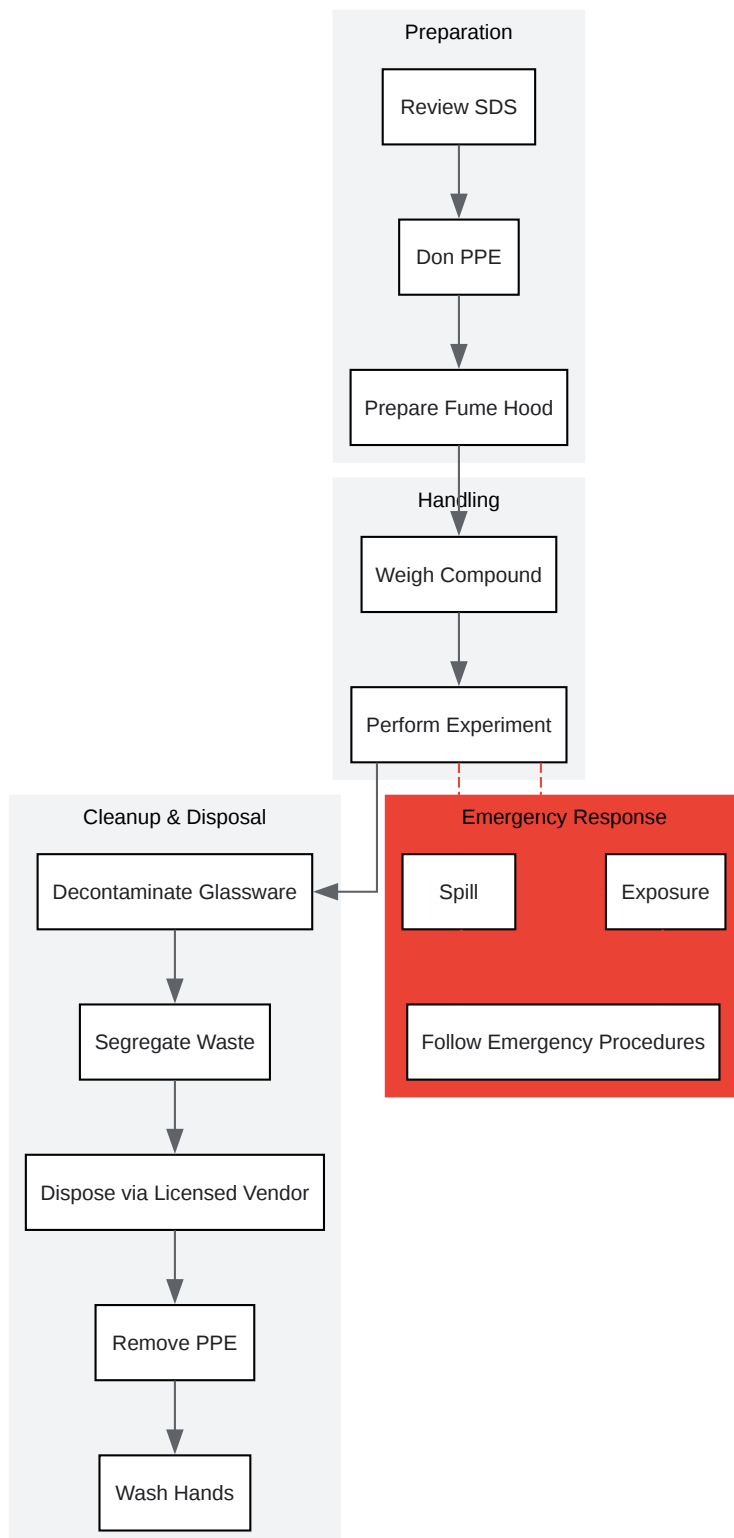 Preparation
Review SDS
Don PPE
Prepare Fume Hood
Handling
Weigh Compound
Perform Experiment
Cleanup & Disposal
Decontaminate Glassware
Segregate Waste
Dispose via Licensed Vendor
Remove PPE
Wash Hands
Emergency Response
Spill
Exposure
Follow Emergency Procedures